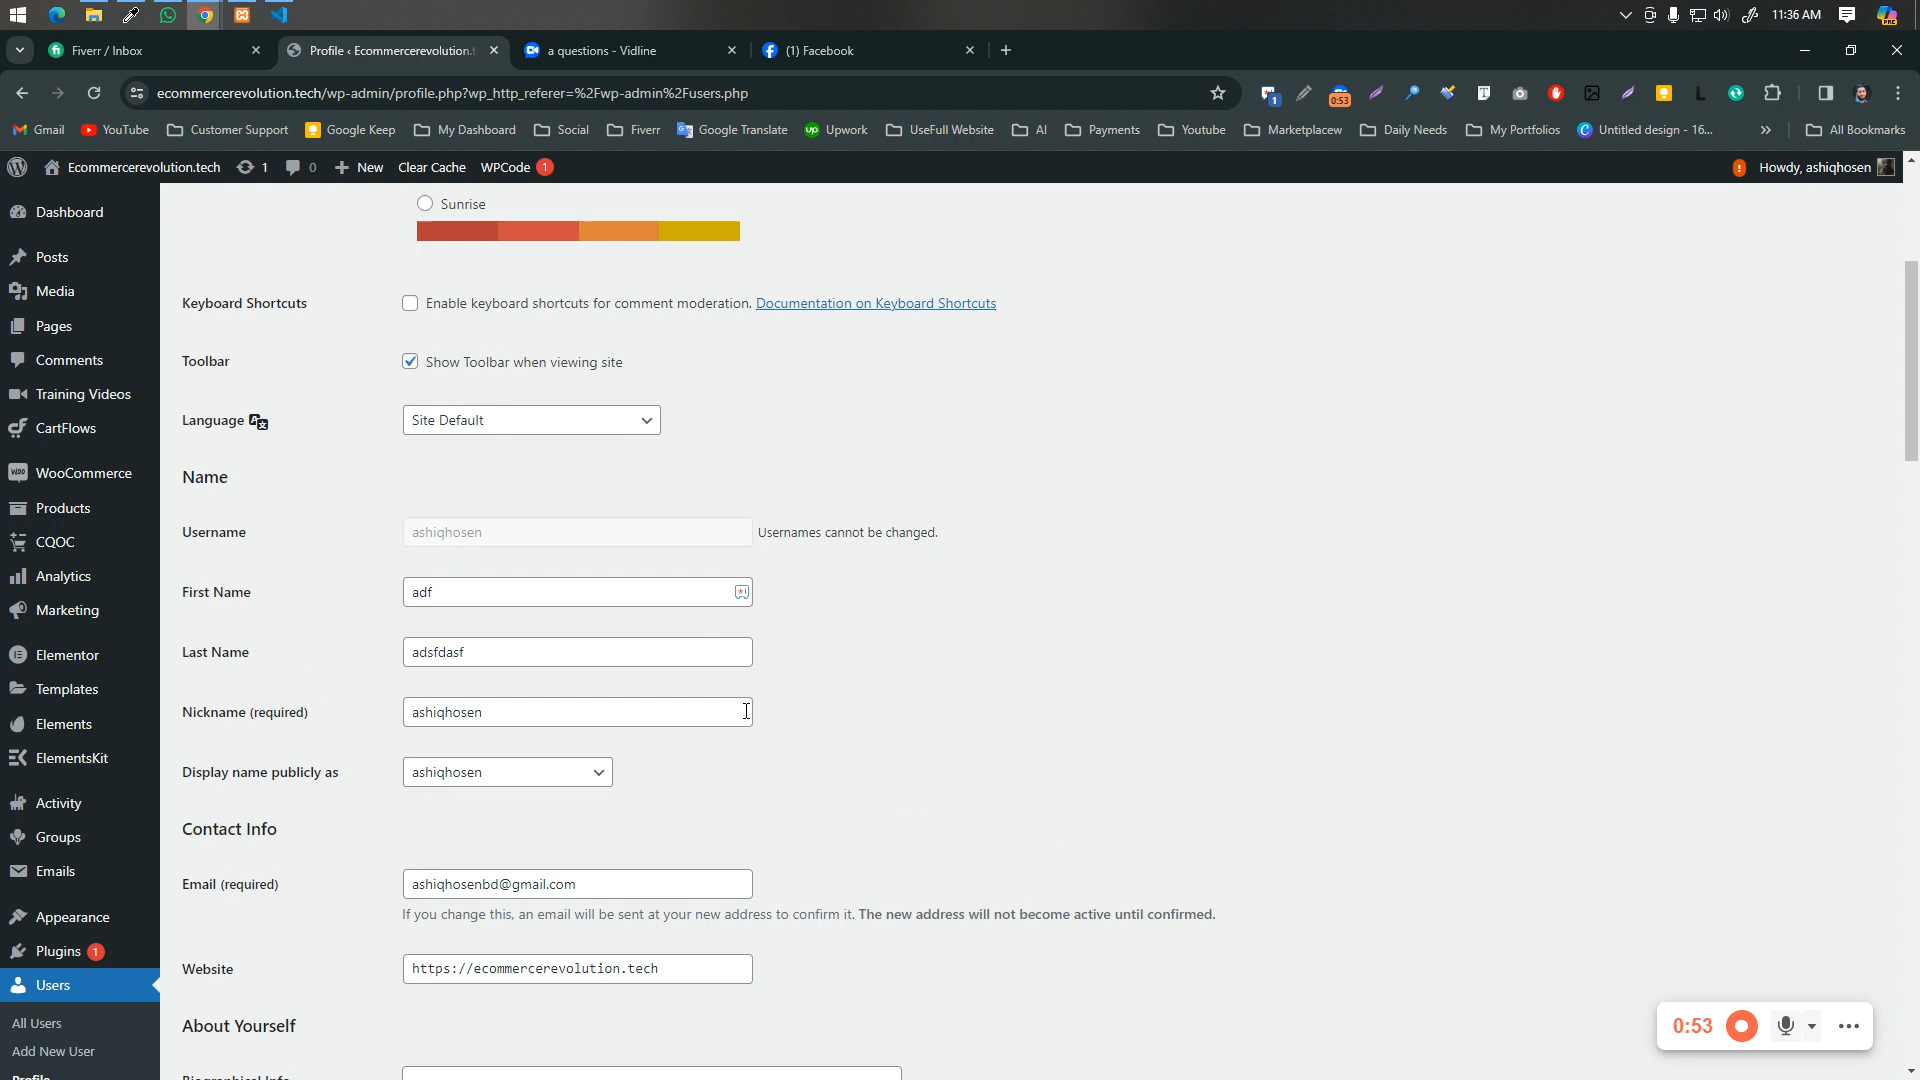 11:36 AM
Fiverr / Inbox
Profile ‹ Ecommercerevolution.t
a questions - Vidline
(1) Facebook
ecommercerevolution.tech/wp-admin/profile.php?wp_http_referer=%2Fwp-admin%2Fusers.php
1
0:53
Gmail
YouTube
Customer Support
Google Keep
My Dashboard
Social
Fiverr
Google Translate
Upwork
UseFull Website
AI
Payments
Youtube
Marketplacew
Daily Needs
My Portfolios
Untitled design - 16...
All Bookmarks
Ecommercerevolution.tech
1
0
New
Clear Cache
WPCode 1
Howdy, ashiqhosen
Dashboard
Posts
Media
Pages
Comments
Training Videos
CartFlows
WooCommerce
Products
CQOC
Analytics
Marketing
Elementor
Templates
Elements
ElementsKit
Activity
Groups
Emails
Appearance
Plugins 1
Users
All Users
Add New User
Profile
Sunrise
Keyboard Shortcuts
Enable keyboard shortcuts for comment moderation. Documentation on Keyboard Shortcuts
Toolbar
Show Toolbar when viewing site
Language
Site Default
Name
Username
ashiqhosen
Usernames cannot be changed.
First Name
adf
Last Name
adsfdasf
Nickname (required)
ashiqhosen
Display name publicly as
ashiqhosen
Contact Info
Email (required)
ashiqhosenbd@gmail.com
If you change this, an email will be sent at your new address to confirm it. The new address will not become active until confirmed.
Website
https://ecommercerevolution.tech
About Yourself
Biographical Info
0:53